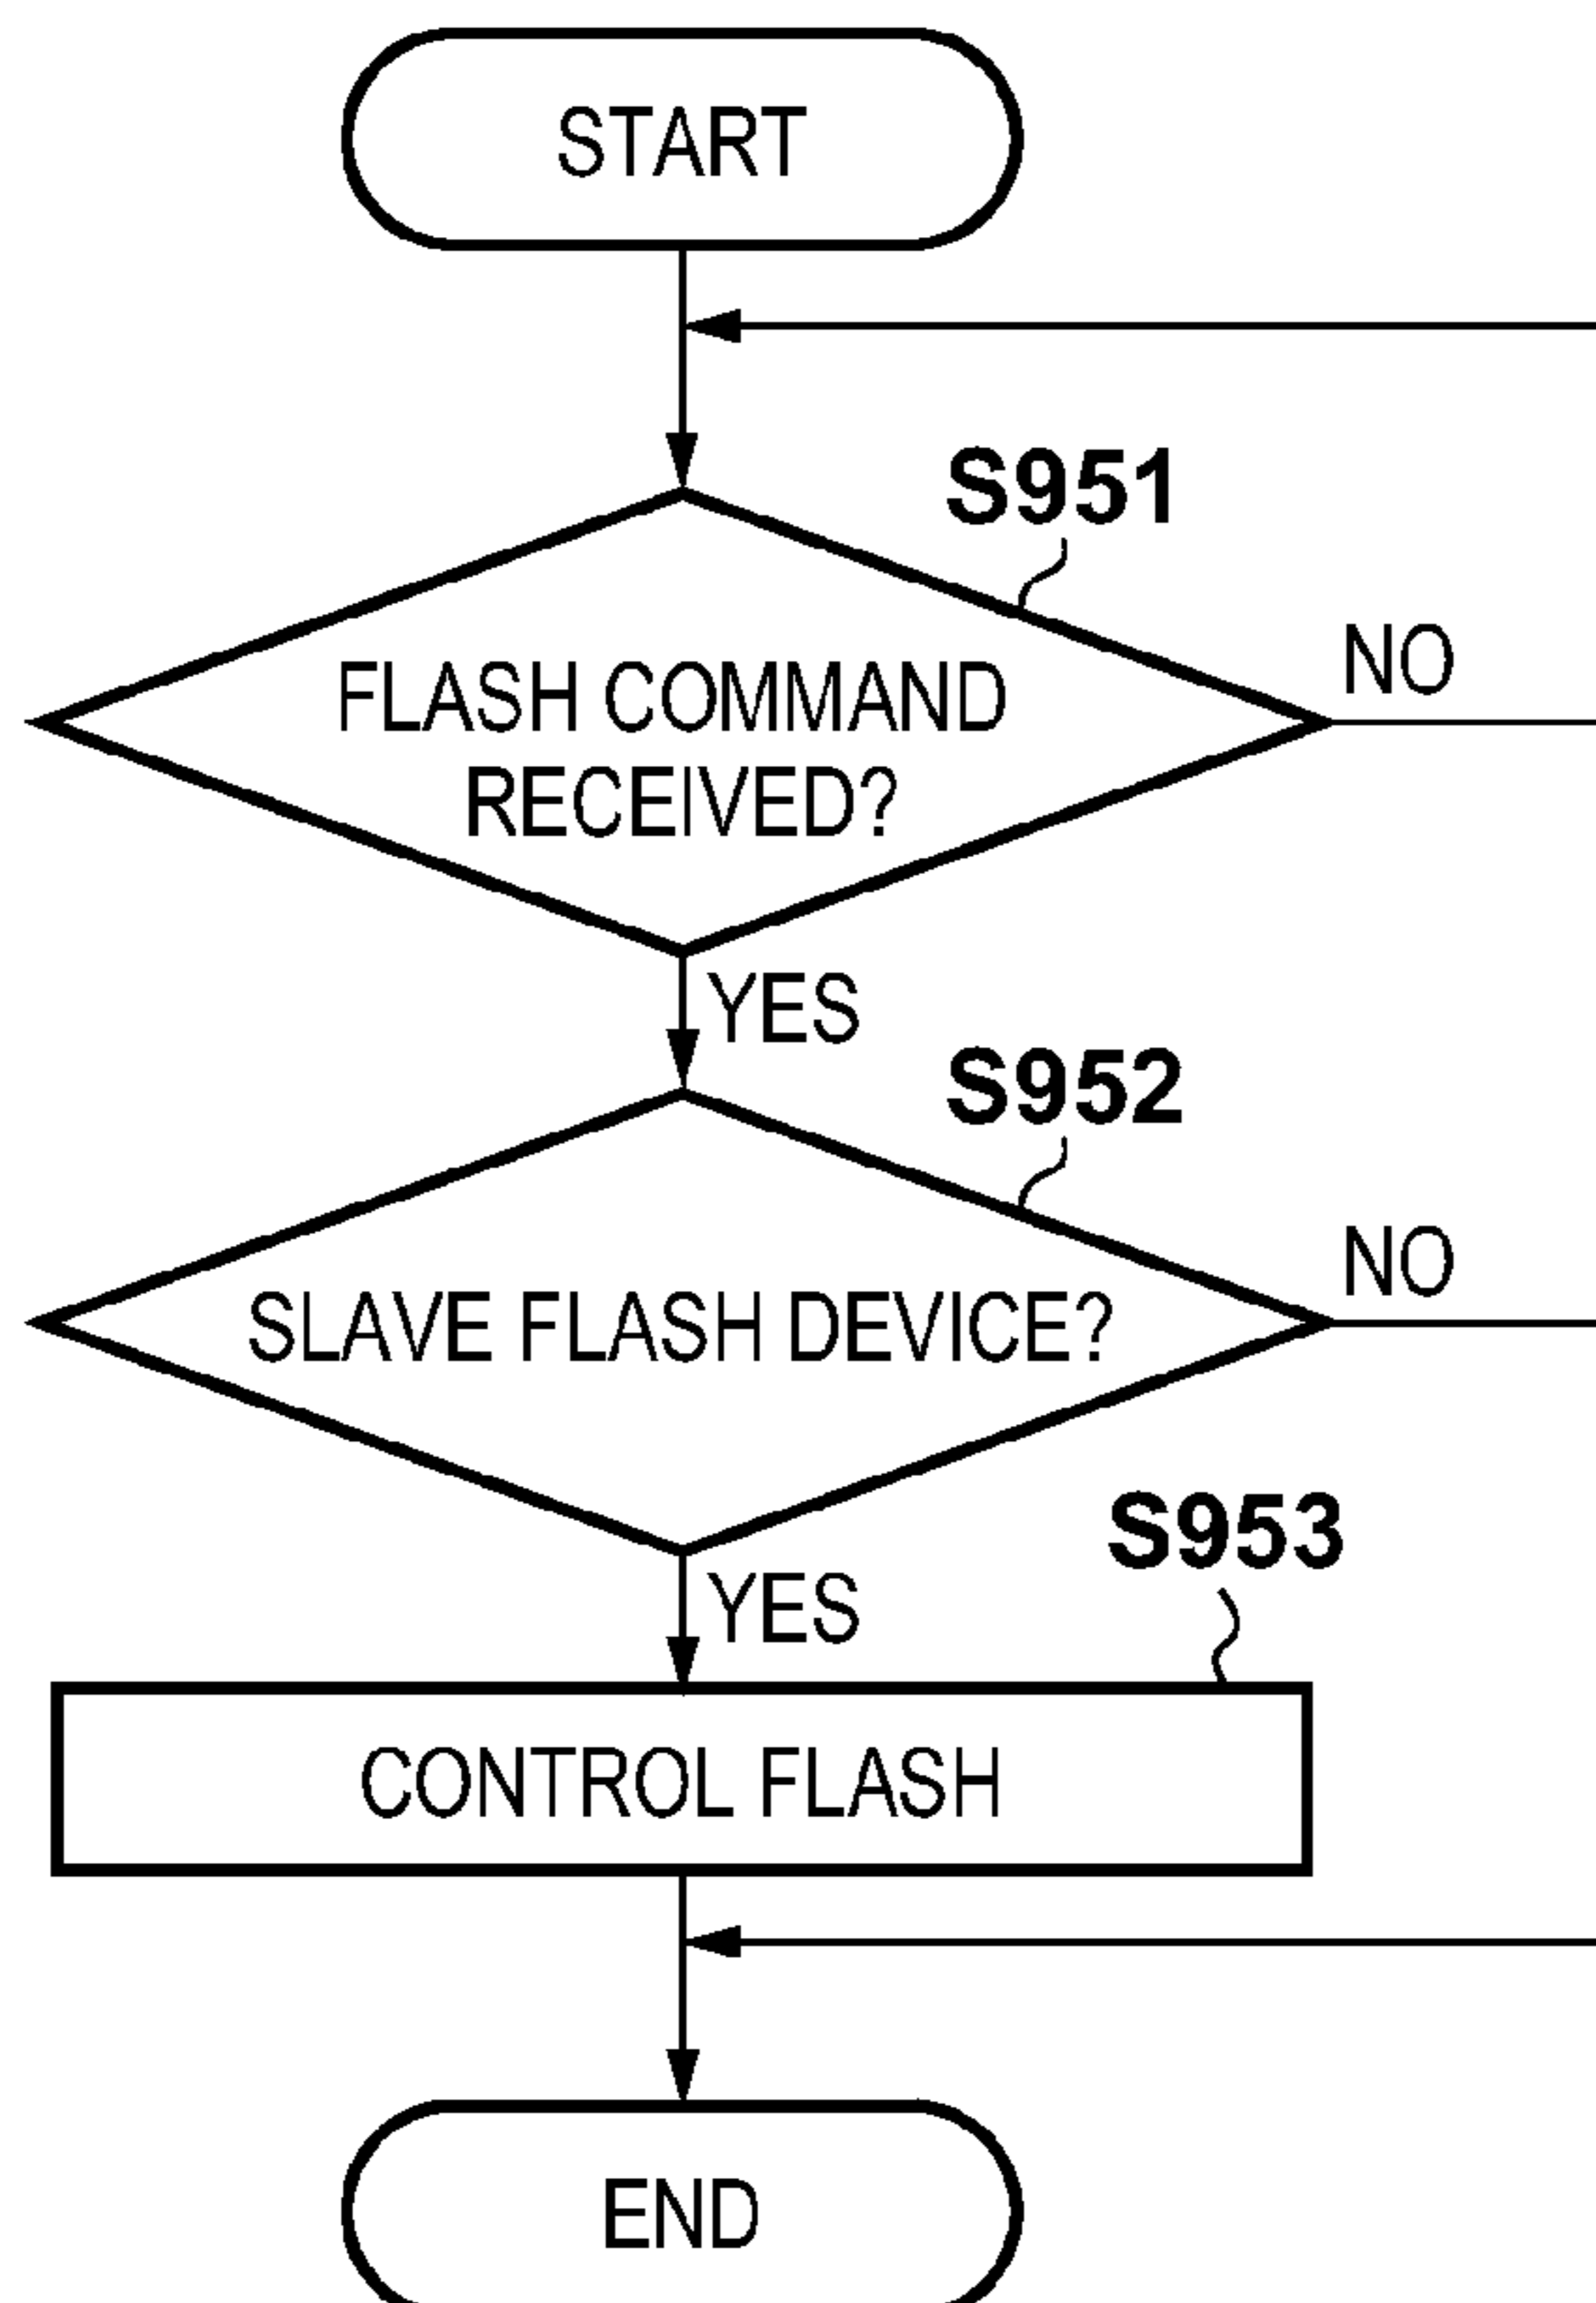 START
S951
NO
FLASH COMMAND
RECEIVED?
YES
S952
NO
SLAVE FLASH DEVICE?
S953
YES
CONTROL FLASH
END